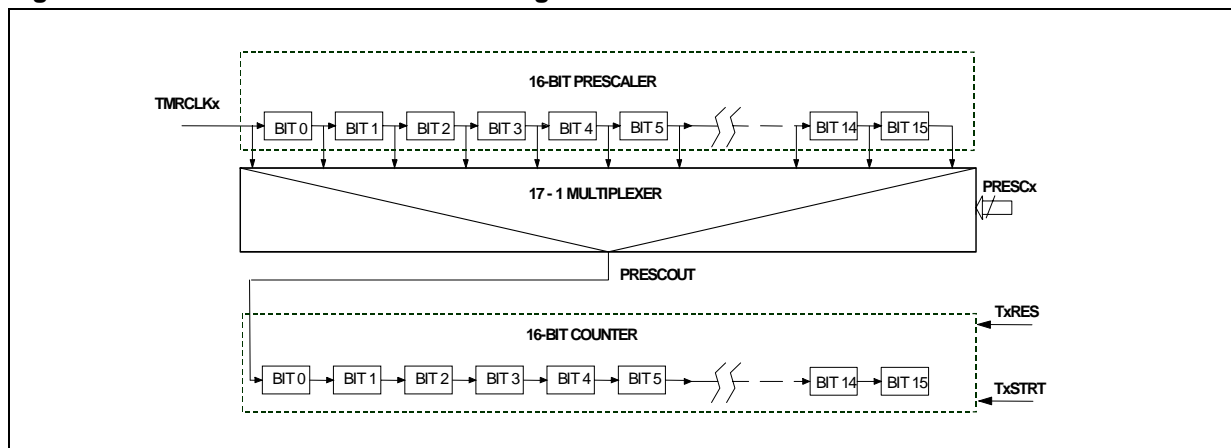 16-BIT PRESCALER
TMRCLKx
BIT 0 BIT 1 BIT 2 BIT 3 BIT 4 BIT 5 BIT 14 BIT 15
17 - 1 MULTIPLEXER
PRESCx
PRESCOUT
TxRES
16-BIT COUNTER
BIT 0 BIT 1 BIT 2 BIT 3 BIT 4 BIT 5 BIT 14 BIT 15
TxSTRT